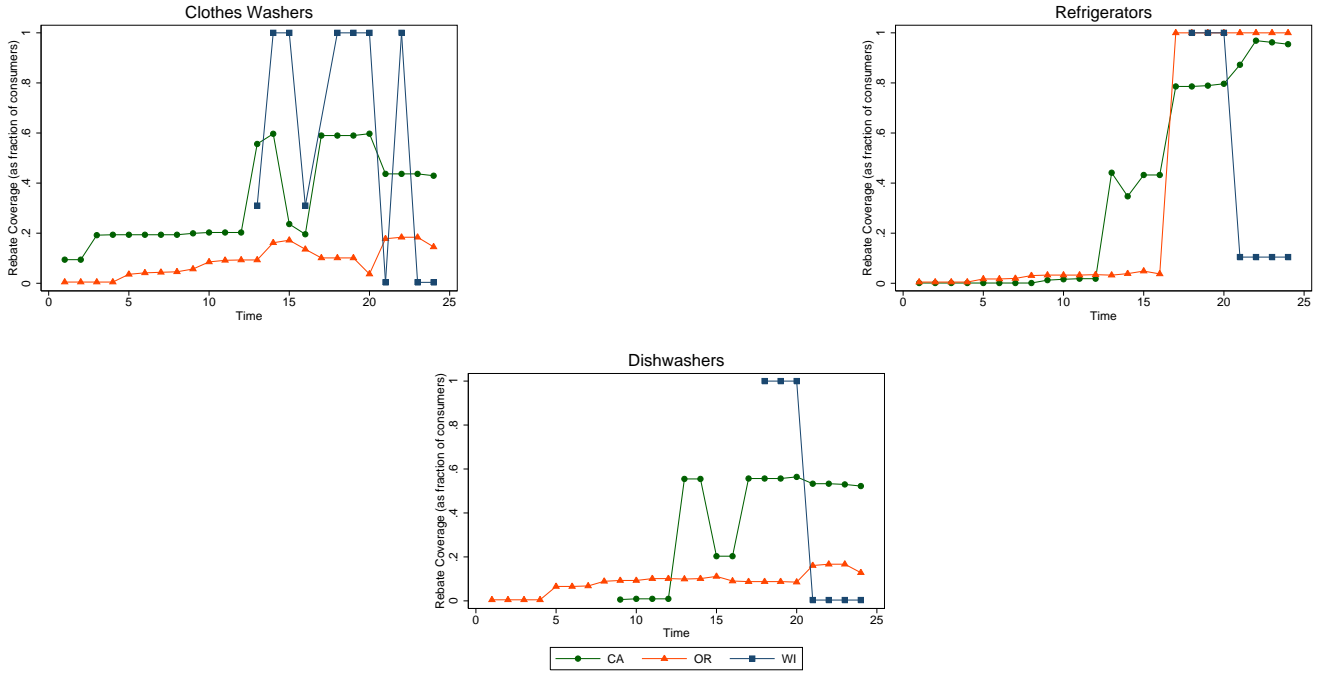 Clothes Washers
Rebate Coverage (as fraction of consumers)
1
.8
.6
.4
.2
0
0 5 10 15 20 25
Time
Refrigerators
Rebate Coverage (as fraction of consumers)
1
.8
.6
.4
.2
0
0 5 10 15 20 25
Time
Dishwashers
Rebate Coverage (as fraction of consumers)
1
.8
.6
.4
.2
0
0 5 10 15 20 25
Time
CA OR WI